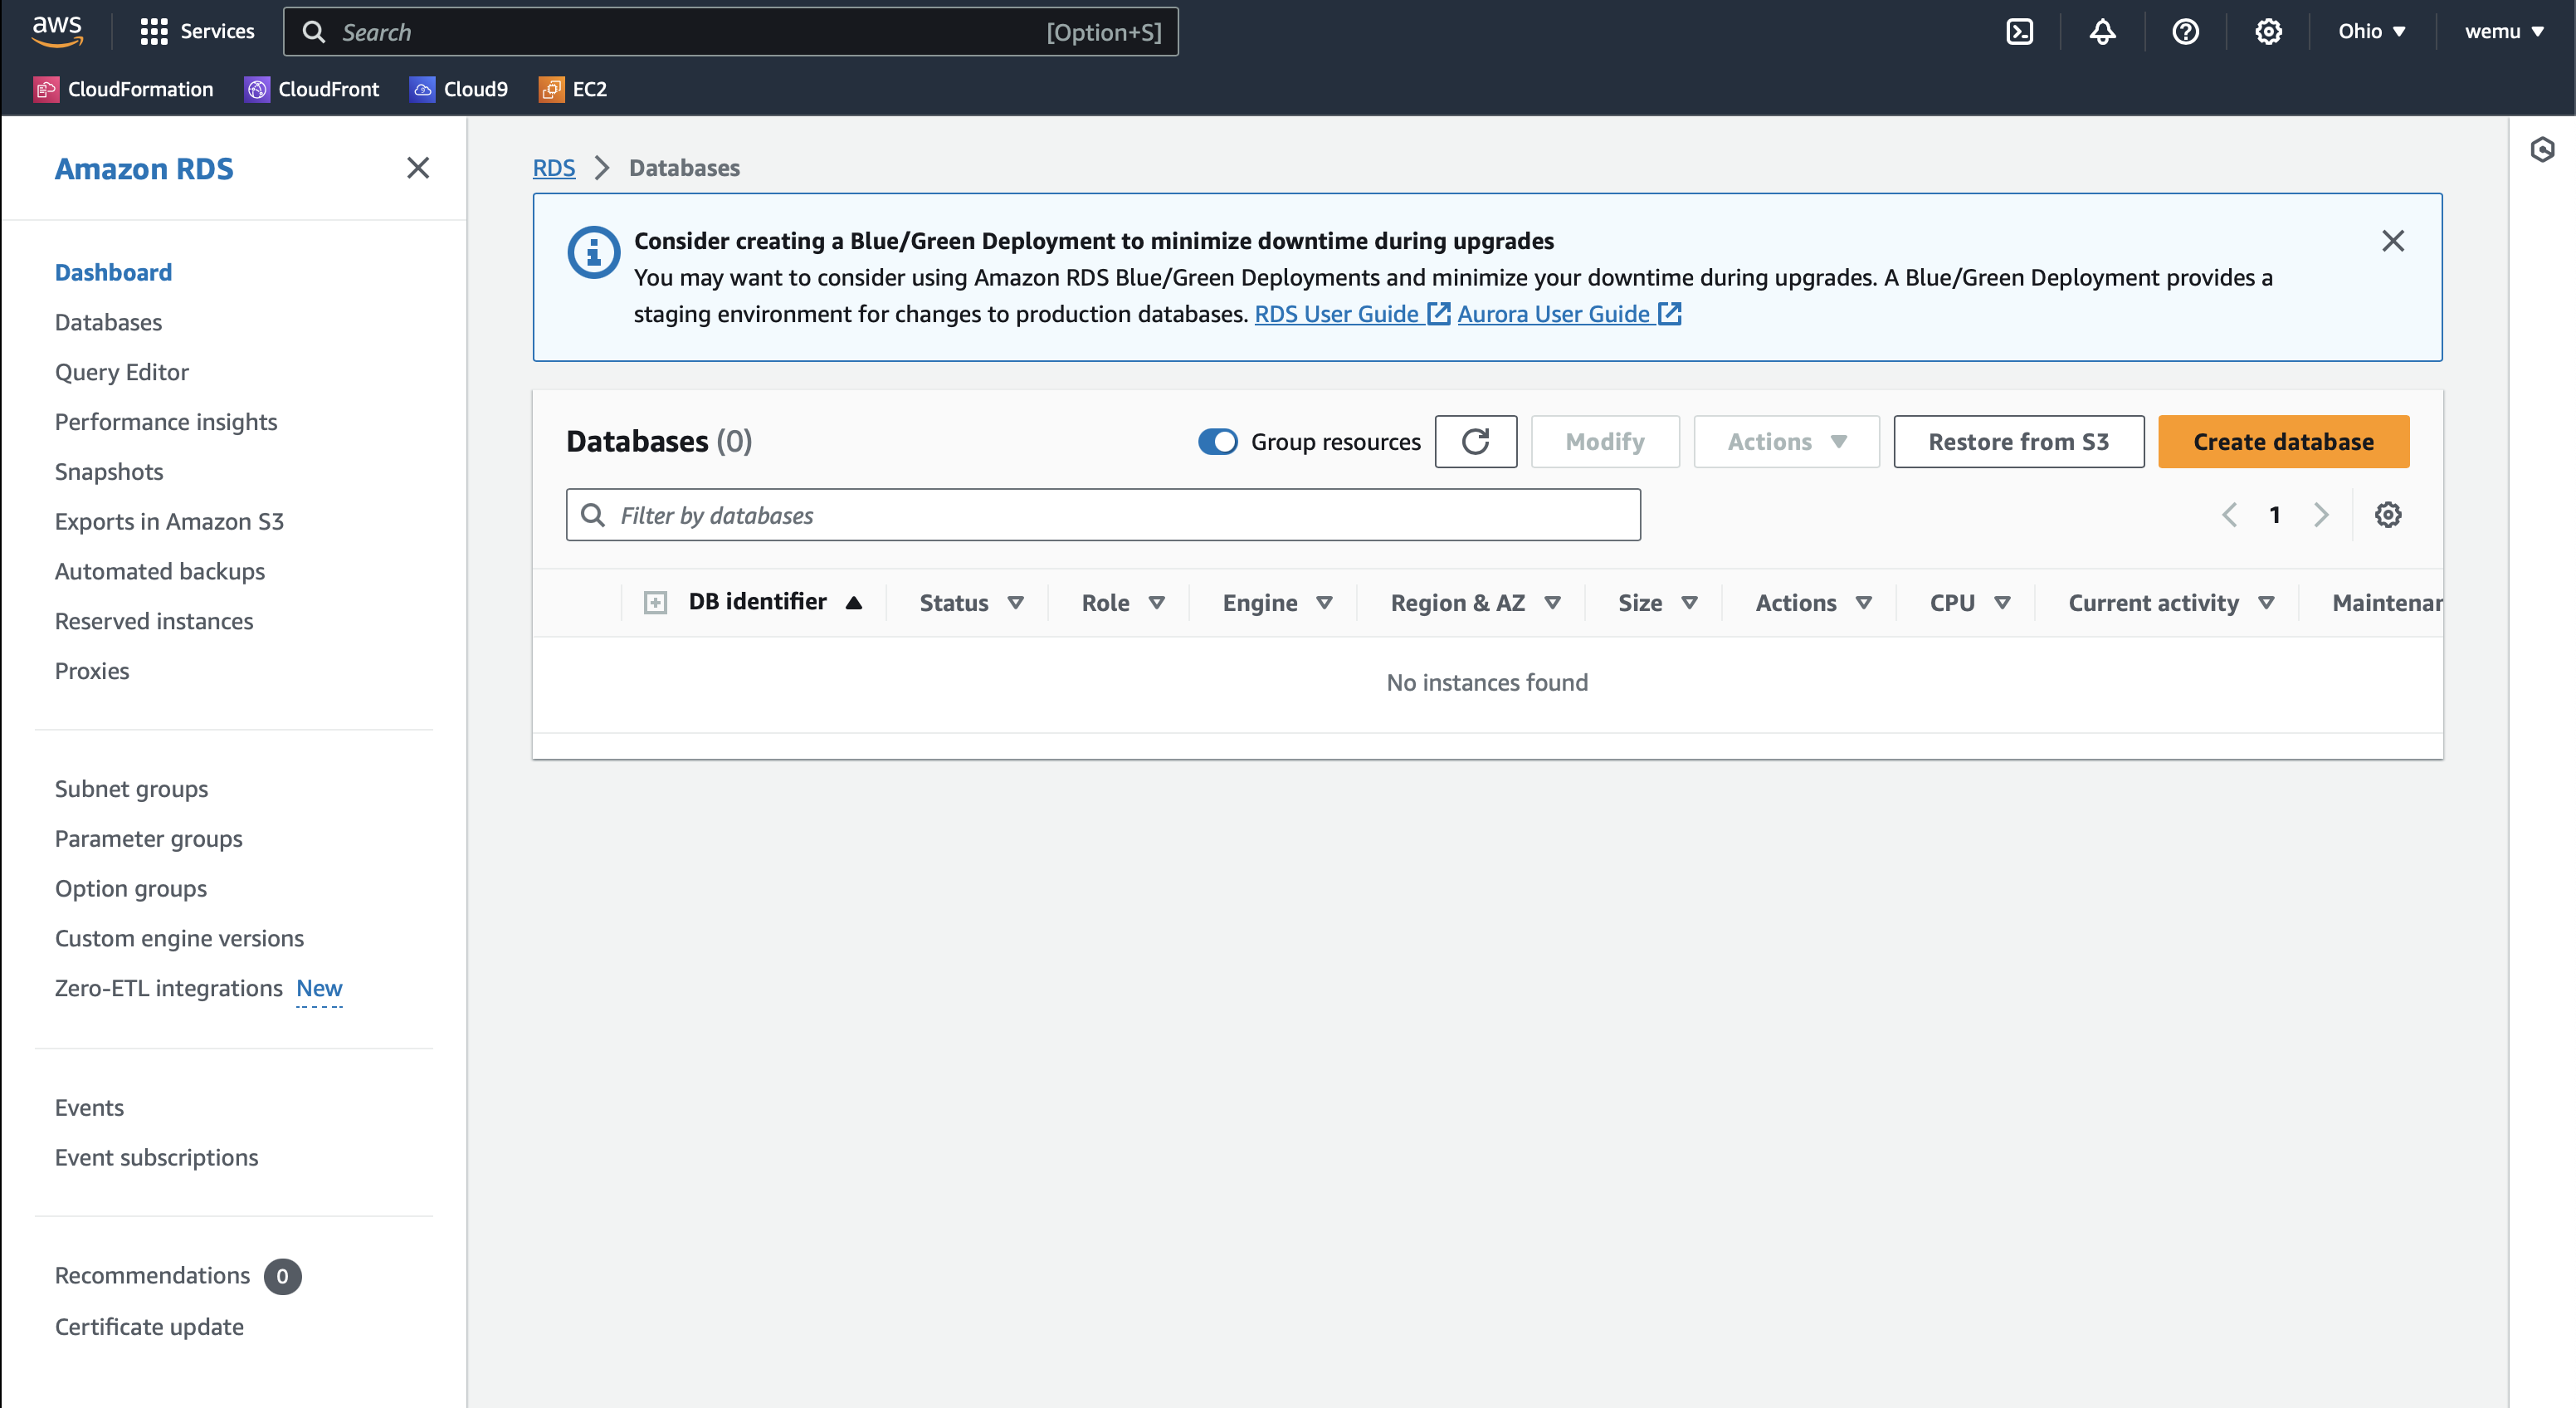 aws
Services
Search
[Option+S]
Ohio
wemu
CloudFormation
CloudFront
Cloud9
EC2
Amazon RDS
Dashboard
Databases
Query Editor
Performance insights
Snapshots
Exports in Amazon S3
Automated backups
Reserved instances
Proxies
Subnet groups
Parameter groups
Option groups
Custom engine versions
Zero-ETL integrations New
Events
Event subscriptions
Recommendations 0
Certificate update
RDS > Databases
Consider creating a Blue/Green Deployment to minimize downtime during upgrades
You may want to consider using Amazon RDS Blue/Green Deployments and minimize your downtime during upgrades. A Blue/Green Deployment provides a
staging environment for changes to production databases. RDS User Guide Aurora User Guide
Databases (0)
Group resources
Modify
Actions
Restore from S3
Create database
Filter by databases
1
DB identifier
Status
Role
Engine
Region & AZ
Size
Actions
CPU
Current activity
Maintenan
No instances found